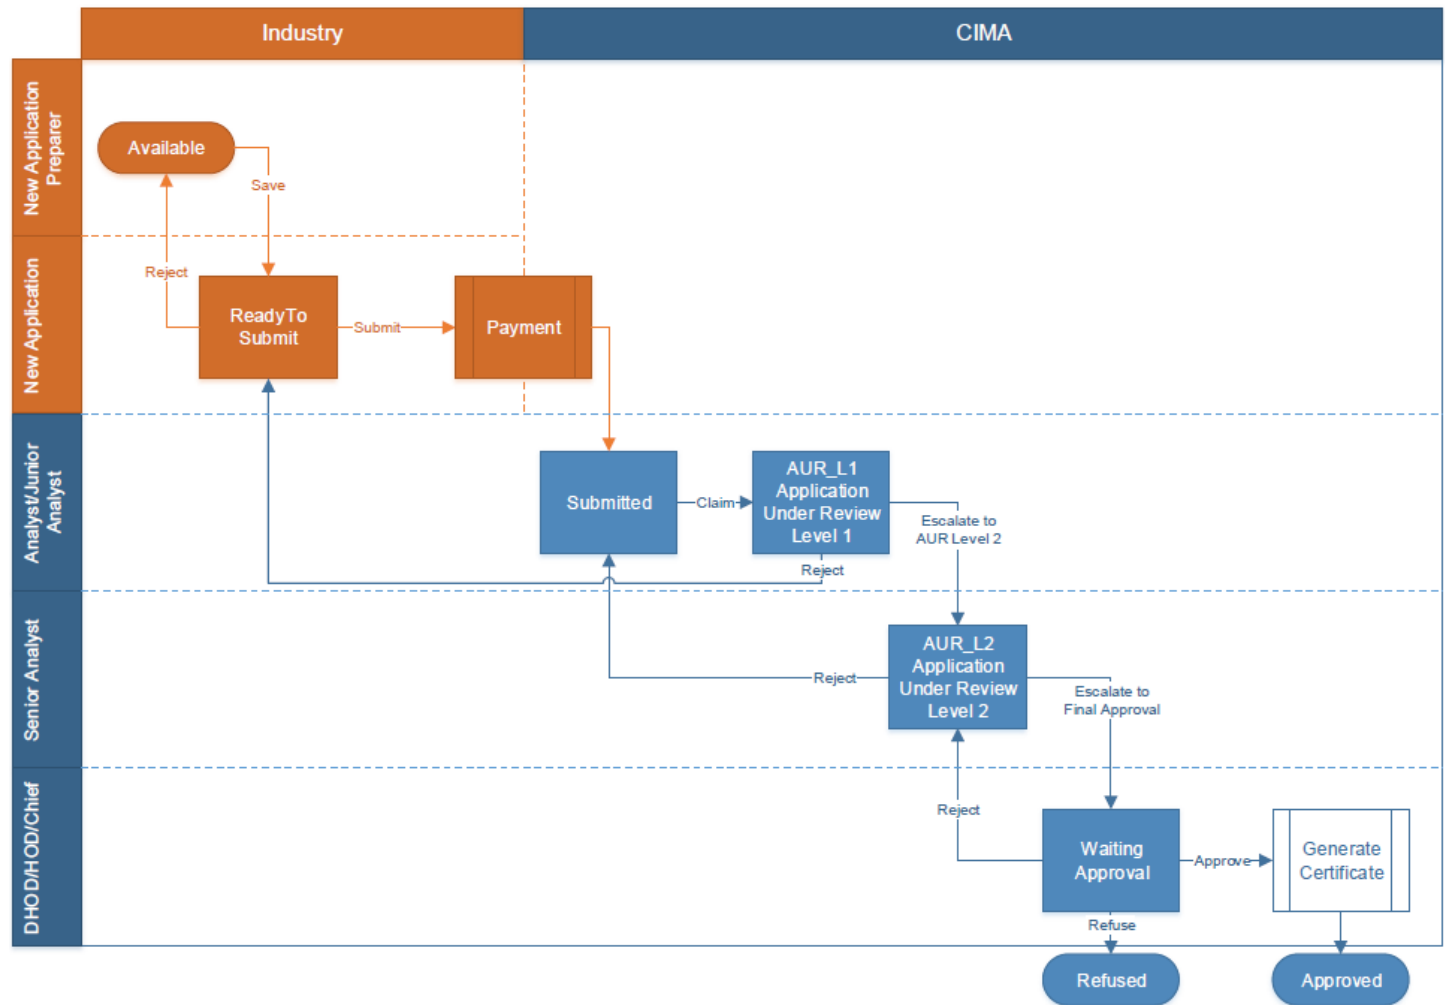 Industry
CIMA
New Application
Preparer
Available
Save
New Application
Reject
ReadyTo
Submit
Submit
Payment
Analyst/Junior
Analyst
Submitted
Claim
AUR_L1
Application
Under Review
Level 1
Escalate to
AUR Level 2
Reject
Senior Analyst
Reject
AUR_L2
Application
Under Review
Level 2
Escalate to
Final Approval
DHOD/HOD/Chief
Reject
Waiting
Approval
Approve
Generate
Certificate
Refuse
Refused
Approved